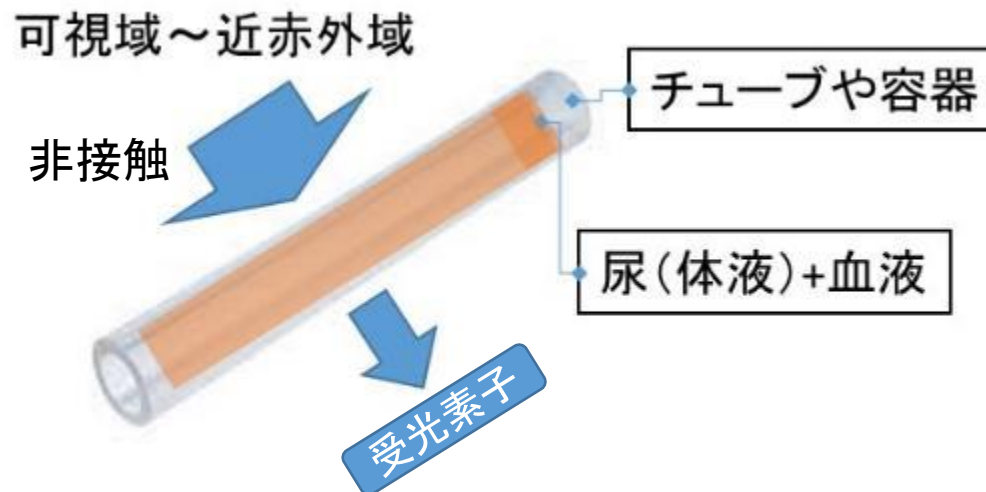 可視域～近赤外域
非接触
チューブや容器
尿(体液)+血液
受光素子